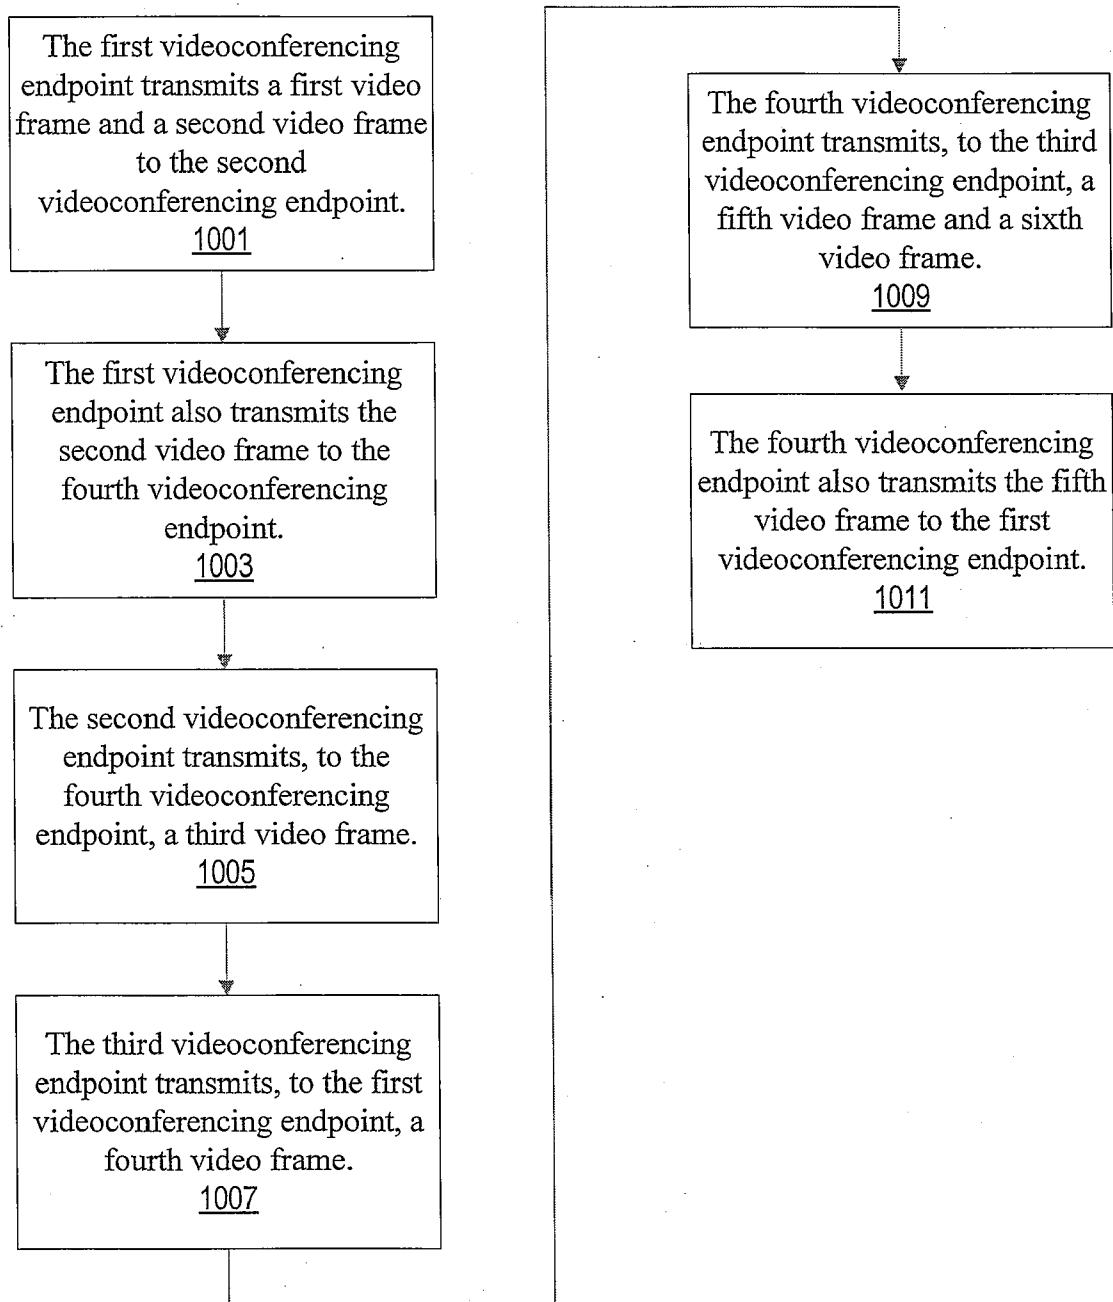 The first videoconferencing
endpoint transmits a first video
frame and a second video frame
to the second
videoconferencing endpoint.
1001
The first videoconferencing
endpoint also transmits the
second video frame to the
fourth videoconferencing
endpoint.
1003
The second videoconferencing
endpoint transmits, to the
fourth videoconferencing
endpoint, a third video frame.
1005
The third videoconferencing
endpoint transmits, to the first
videoconferencing endpoint, a
fourth video frame.
1007
The fourth videoconferencing
endpoint transmits, to the third
videoconferencing endpoint, a
fifth video frame and a sixth
video frame.
1009
The fourth videoconferencing
endpoint also transmits the fifth
video frame to the first
videoconferencing endpoint.
1011